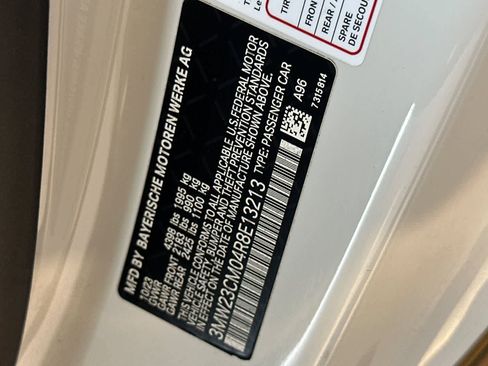 MFD BY BAYERISCHE MOTOREN WERKE AG
10/23
GVWR 4398 lbs 1995 kg
GAWR FRONT 2183 lbs 990 kg
GAWR REAR 2425 lbs 1100 kg
THIS VEHICLE CONFORMS TO ALL APPLICABLE U.S. FEDERAL MOTOR
VEHICLE SAFETY, BUMPER AND THEFT PREVENTION STANDARDS
IN EFFECT ON THE DATE OF MANUFACTURE SHOWN ABOVE.
3MW23CM04R8E13213 TYPE: PASSENGER CAR
A96
7 315 814
TIR
FRON
REAR /
SPARE
DE SECOU